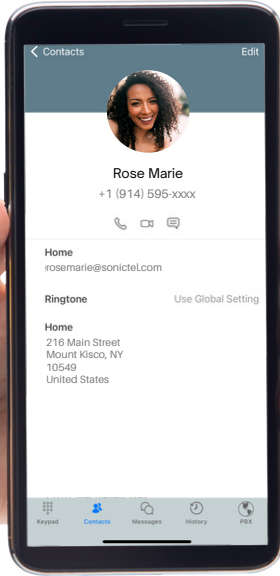 Contacts
Edit
Rose Marie
+1 (914) 595-xxxx
Home
rosemarie@sonictel.com
Ringtone
Use Global Setting
Home
216 Main Street
Mount Kisco, NY
10549
United States
Keypad
Contacts
Messages
History
PBX